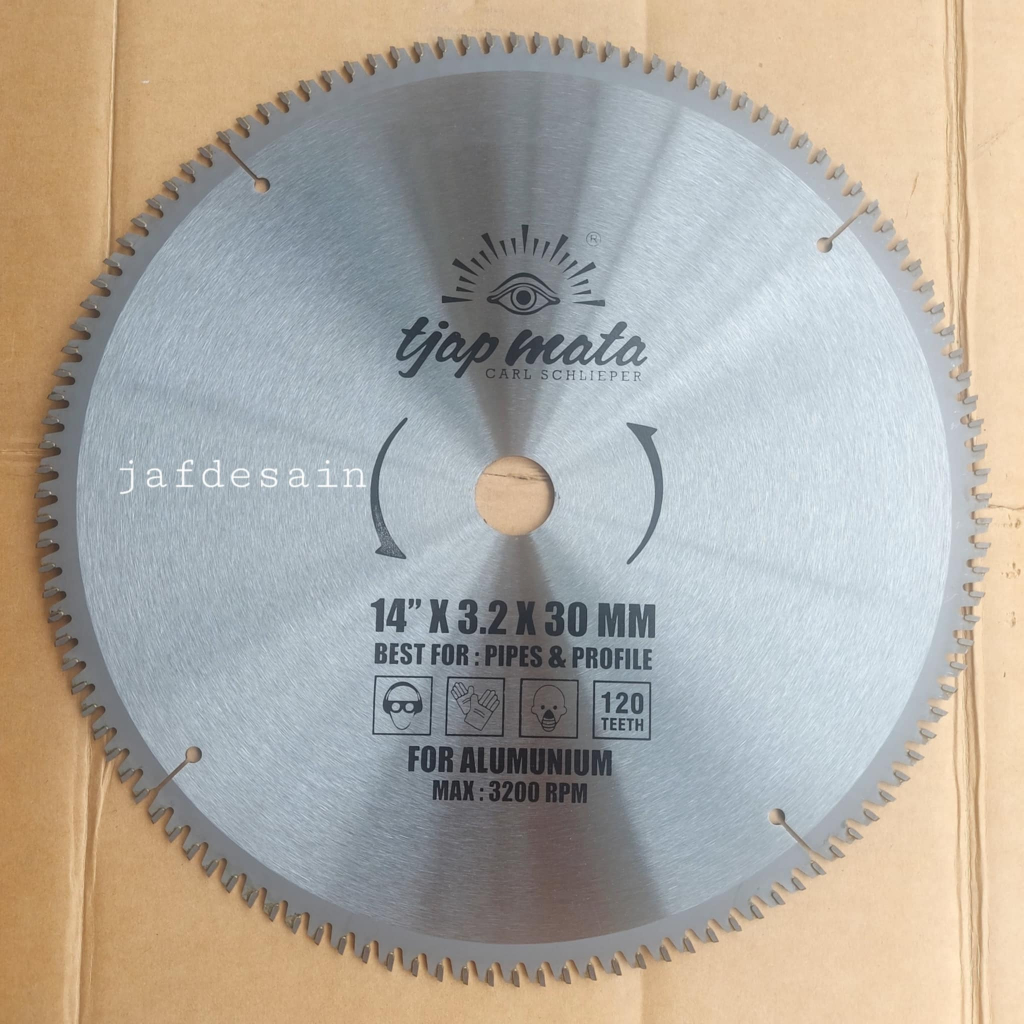 ®
tjap mata
CARL SCHLIEPER
jafdesain
14” X 3.2 X 30 MM
BEST FOR : PIPES & PROFILE
120
TEETH
FOR ALUMUNIUM
MAX : 3200 RPM